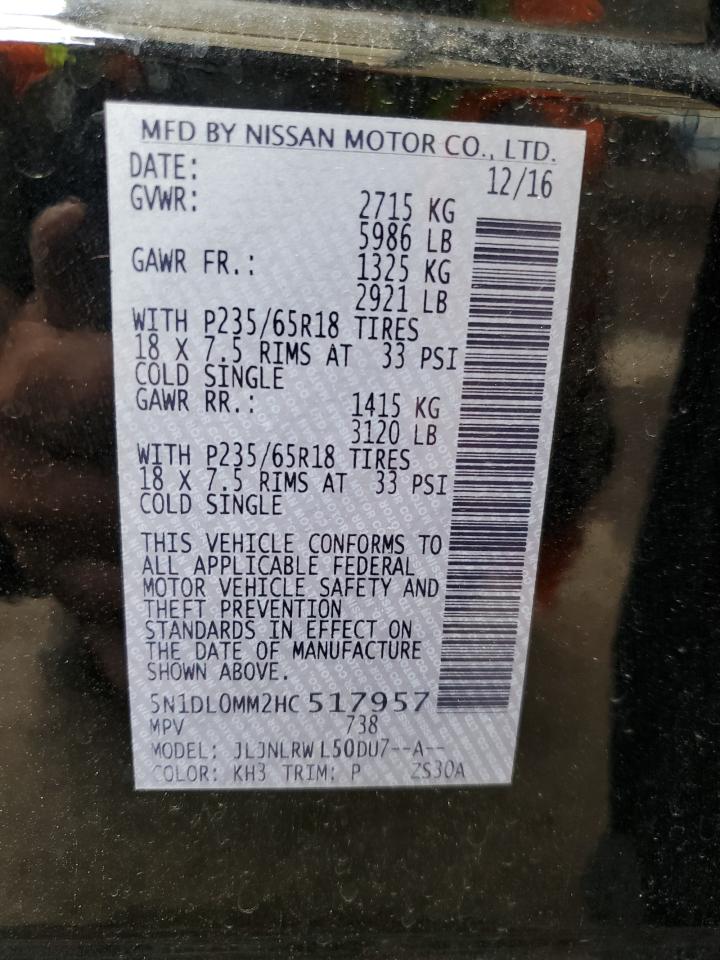 MFD BY NISSAN MOTOR CO., LTD.
DATE: 12/16
GVWR: 2715 KG
5986 LB
GAWR FR.: 1325 KG
2921 LB
WITH P235/65R18 TIRES
18 X 7.5 RIMS AT 33 PSI
COLD SINGLE
GAWR RR.: 1415 KG
3120 LB
WITH P235/65R18 TIRES
18 X 7.5 RIMS AT 33 PSI
COLD SINGLE
THIS VEHICLE CONFORMS TO
ALL APPLICABLE FEDERAL
MOTOR VEHICLE SAFETY AND
THEFT PREVENTION
STANDARDS IN EFFECT ON
THE DATE OF MANUFACTURE
SHOWN ABOVE.
5N1DL0MM2HC517957
MPV 738
MODEL: JLJNLRWL50DU7--A--
COLOR: KH3 TRIM: P ZS30A